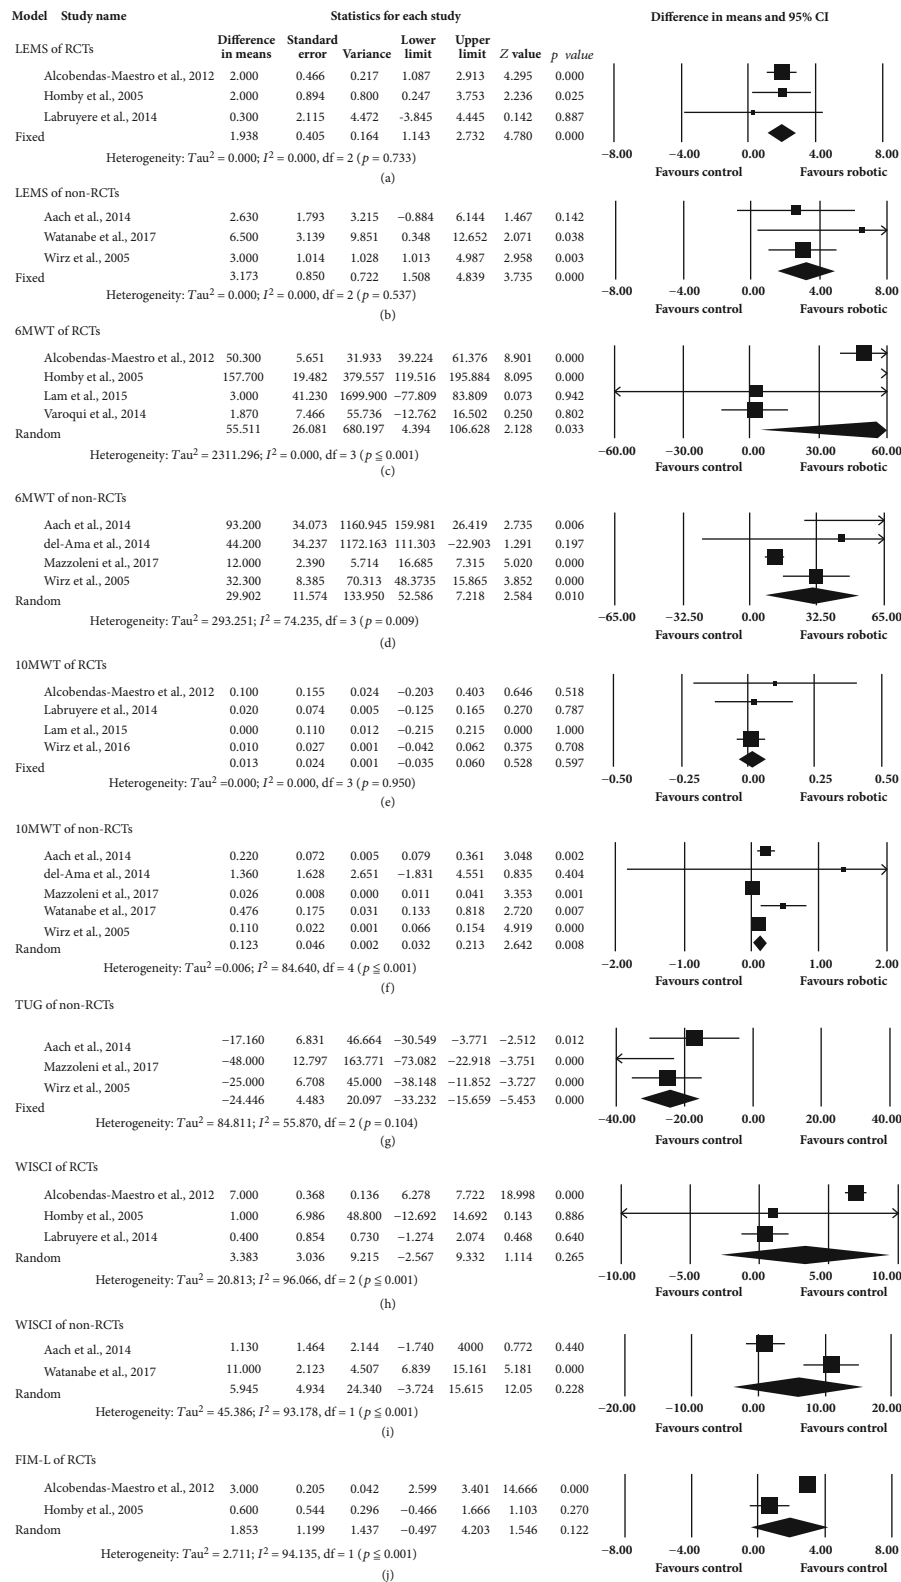 Model Study name Statistics for each study Difference in means and 95% CI
Difference in means Standard error Variance Lower limit Upper limit Z value p value
LEMS of RCTs
Alcobendas-Maestro et al., 2012 2.000 0.466 0.217 1.087 2.913 4.295 0.000
Homby et al., 2005 2.000 0.894 0.800 0.247 3.753 2.236 0.025
Labruyere et al., 2014 0.300 2.115 4.472 -3.845 4.445 0.142 0.887
Fixed 1.938 0.405 0.164 1.143 2.732 4.780 0.000
−8.00 −4.00 0.00 4.00 8.00
Heterogeneity: Tau² = 0.000; I² = 0.000, df = 2 (p = 0.733)
Favours control Favours robotic
(a)
LEMS of non-RCTs
Aach et al., 2014 2.630 1.793 3.215 −0.884 6.144 1.467 0.142
Watanabe et al., 2017 6.500 3.139 9.851 0.348 12.652 2.071 0.038
Wirz et al., 2005 3.000 1.014 1.028 1.013 4.987 2.958 0.003
Fixed 3.173 0.850 0.722 1.508 4.839 3.735 0.000
−8.00 −4.00 0.00 4.00 8.00
Heterogeneity: Tau² = 0.000; I² = 0.000, df = 2 (p = 0.537)
Favours control Favours robotic
(b)
6MWT of RCTs
Alcobendas-Maestro et al., 2012 50.300 5.651 31.933 39.224 61.376 8.901 0.000
Homby et al., 2005 157.700 19.482 379.557 119.516 195.884 8.095 0.000
Lam et al., 2015 3.000 41.230 1699.900 −77.809 83.809 0.073 0.942
Varoqui et al., 2014 1.870 7.466 55.736 −12.762 16.502 0.250 0.802
Random 55.511 26.081 680.197 4.394 106.628 2.128 0.033
−60.00 −30.00 0.00 30.00 60.00
Heterogeneity: Tau² = 2311.296; I² = 0.000, df = 3 (p ≦ 0.001)
Favours control Favours robotic
(c)
6MWT of non-RCTs
Aach et al., 2014 93.200 34.073 1160.945 159.981 26.419 2.735 0.006
del-Ama et al., 2014 44.200 34.237 1172.163 111.303 −22.903 1.291 0.197
Mazzoleni et al., 2017 12.000 2.390 5.714 16.685 7.315 5.020 0.000
Wirz et al., 2005 32.300 8.385 70.313 48.3735 15.865 3.852 0.000
Random 29.902 11.574 133.950 52.586 7.218 2.584 0.010
−65.00 −32.50 0.00 32.50 65.00
Heterogeneity: Tau² = 293.251; I² = 74.235, df = 3 (p = 0.009)
Favours control Favours robotic
(d)
10MWT of RCTs
Alcobendas-Maestro et al., 2012 0.100 0.155 0.024 −0.203 0.403 0.646 0.518
Labruyere et al., 2014 0.020 0.074 0.005 −0.125 0.165 0.270 0.787
Lam et al., 2015 0.000 0.110 0.012 −0.215 0.215 0.000 1.000
Wirz et al., 2016 0.010 0.027 0.001 −0.042 0.062 0.375 0.708
Fixed 0.013 0.024 0.001 −0.035 0.060 0.528 0.597
−0.50 −0.25 0.00 0.25 0.50
Heterogeneity: Tau² =0.000; I² = 0.000, df = 3 (p = 0.950)
Favours control Favours robotic
(e)
10MWT of non-RCTs
Aach et al., 2014 0.220 0.072 0.005 0.079 0.361 3.048 0.002
del-Ama et al., 2014 1.360 1.628 2.651 −1.831 4.551 0.835 0.404
Mazzoleni et al., 2017 0.026 0.008 0.000 0.011 0.041 3.353 0.001
Watanabe et al., 2017 0.476 0.175 0.031 0.133 0.818 2.720 0.007
Wirz et al., 2005 0.110 0.022 0.001 0.066 0.154 4.919 0.000
Random 0.123 0.046 0.002 0.032 0.213 2.642 0.008
−2.00 −1.00 0.00 1.00 2.00
Heterogeneity: Tau² =0.006; I² = 84.640, df = 4 (p ≦ 0.001)
Favours control Favours robotic
(f)
TUG of non-RCTs
Aach et al., 2014 −17.160 6.831 46.664 −30.549 −3.771 −2.512 0.012
Mazzoleni et al., 2017 −48.000 12.797 163.771 −73.082 −22.918 −3.751 0.000
Wirz et al., 2005 −25.000 6.708 45.000 −38.148 −11.852 −3.727 0.000
Fixed −24.446 4.483 20.097 −33.232 −15.659 −5.453 0.000
−40.00 −20.00 0.00 20.00 40.00
Heterogeneity: Tau² = 84.811; I² = 55.870, df = 2 (p = 0.104)
Favours control Favours control
(g)
WISCI of RCTs
Alcobendas-Maestro et al., 2012 7.000 0.368 0.136 6.278 7.722 18.998 0.000
Homby et al., 2005 1.000 6.986 48.800 −12.692 14.692 0.143 0.886
Labruyere et al., 2014 0.400 0.854 0.730 −1.274 2.074 0.468 0.640
Random 3.383 3.036 9.215 −2.567 9.332 1.114 0.265
−10.00 −5.00 0.00 5.00 10.00
Heterogeneity: Tau² = 20.813; I² = 96.066, df = 2 (p ≦ 0.001)
Favours control Favours control
(h)
WISCI of non-RCTs
Aach et al., 2014 1.130 1.464 2.144 −1.740 4000 0.772 0.440
Watanabe et al., 2017 11.000 2.123 4.507 6.839 15.161 5.181 0.000
Random 5.945 4.934 24.340 −3.724 15.615 12.05 0.228
−20.00 −10.00 0.00 10.00 20.00
Heterogeneity: Tau² = 45.386; I² = 93.178, df = 1 (p ≦ 0.001)
Favours control Favours control
(i)
FIM-L of RCTs
Alcobendas-Maestro et al., 2012 3.000 0.205 0.042 2.599 3.401 14.666 0.000
Homby et al., 2005 0.600 0.544 0.296 −0.466 1.666 1.103 0.270
Random 1.853 1.199 1.437 −0.497 4.203 1.546 0.122
−8.00 −4.00 0.00 4.00 8.00
Heterogeneity: Tau² = 2.711; I² = 94.135, df = 1 (p ≦ 0.001)
Favours control Favours control
(j)